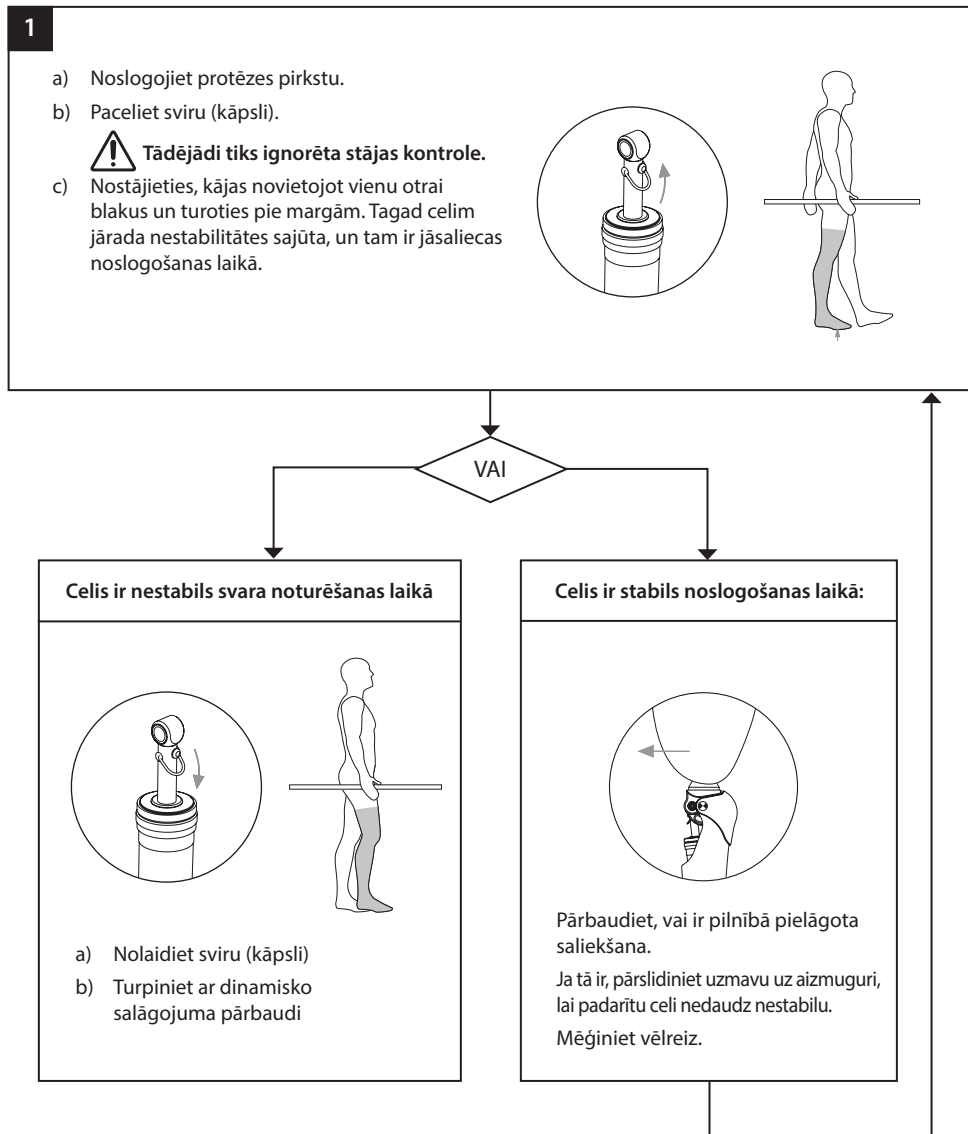 1
a) Noslogojiet protēzes pirkstu.
b) Paceliet sviru (kāpsli).
Tādējādi tiks ignorēta stājas kontrole.
c) Nostājieties, kājas novietojot vienu otrai
blakus un turoties pie margām. Tagad celim
jārada nestabilitātes sajūta, un tam ir jāsaliecas
noslogošanas laikā.
VAI
Celis ir nestabils svara noturēšanas laikā
a) Nolaidiet sviru (kāpsli)
b) Turpiniet ar dinamisko
salāgojuma pārbaudi
Celis ir stabils noslogošanas laikā:
Pārbaudiet, vai ir pilnībā pielāgota
saliekšana.
Ja tā ir, pārslidiniet uzmavu uz aizmuguri,
lai padarītu celi nedaudz nestabilu.
Mēģiniet vēlreiz.